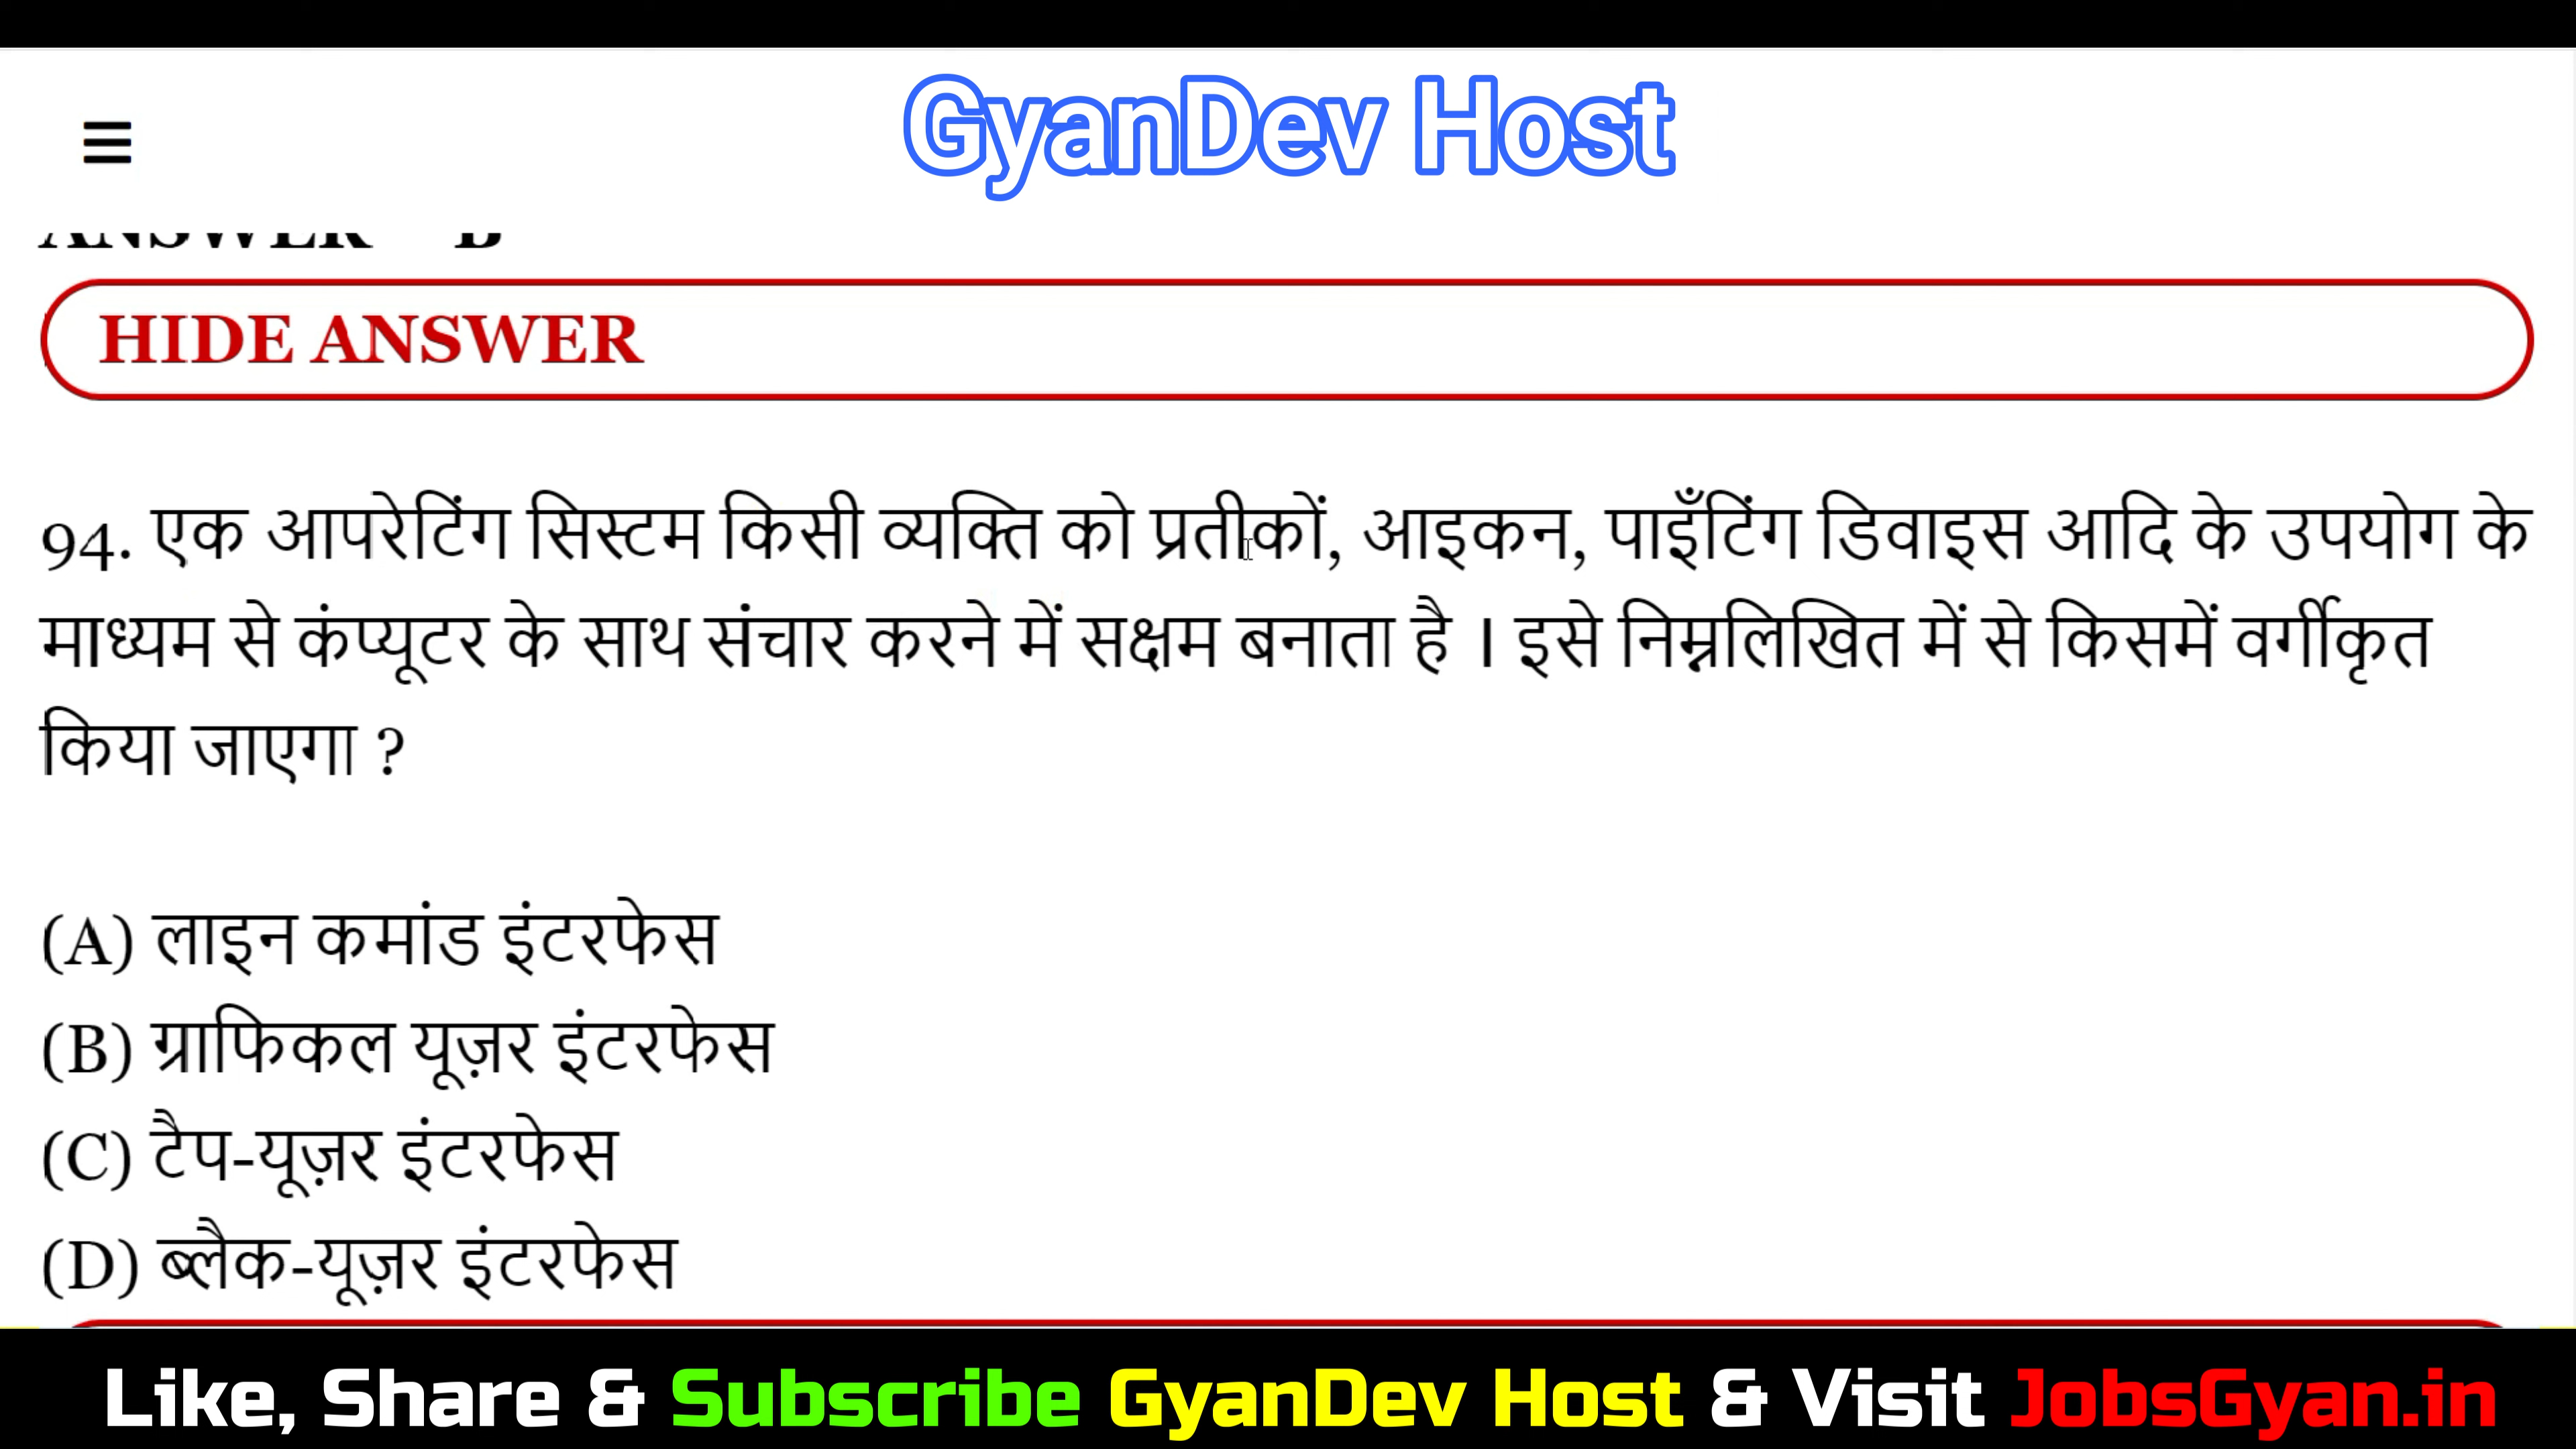 GyanDev Host
ANSWER B
HIDE ANSWER
94. एक आपरेटिंग सिस्टम किसी व्यक्ति को प्रतीकों, आइकन, पाइँटिंग डिवाइस आदि के उपयोग के
माध्यम से कंप्यूटर के साथ संचार करने में सक्षम बनाता है । इसे निम्नलिखित में से किसमें वर्गीकृत
किया जाएगा ?
(A) लाइन कमांड इंटरफेस
(B) ग्राफिकल यूज़र इंटरफेस
(C) टैप-यूज़र इंटरफेस
(D) ब्लैक-यूज़र इंटरफेस
Like, Share & Subscribe GyanDev Host & Visit JobsGyan.in